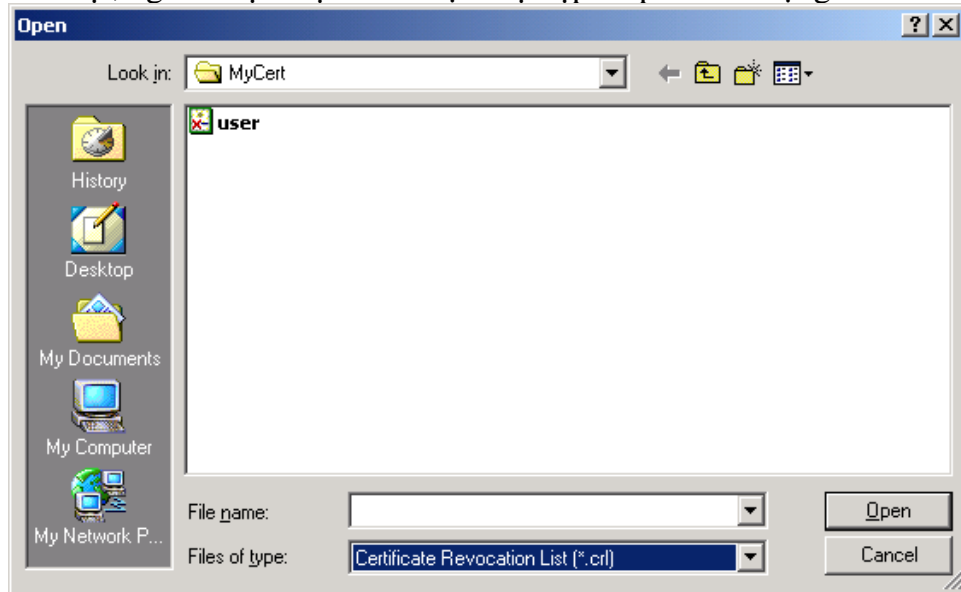 Open
Look in: MyCert
user
History
Desktop
My Documents
My Computer
My Network P...
File name:
Open
Files of type: Certificate Revocation List (*.crl)
Cancel